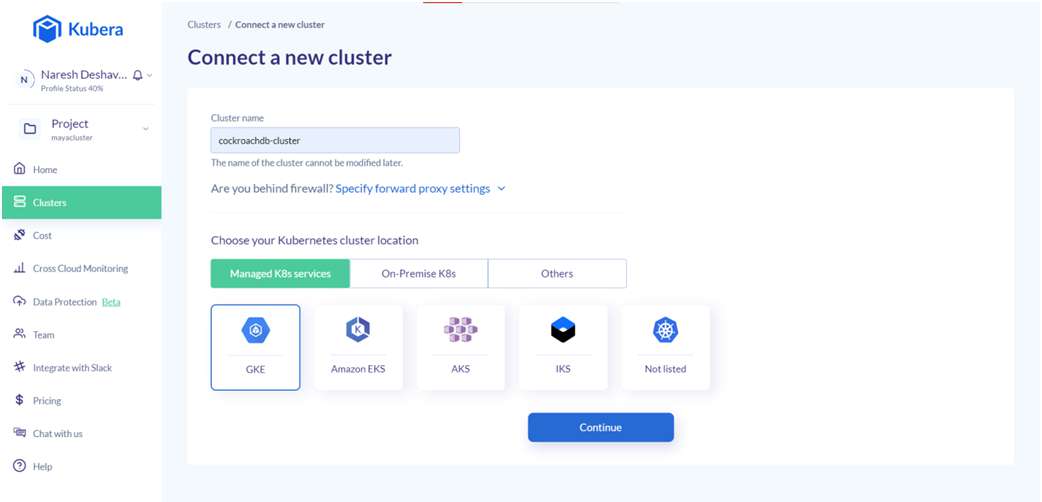 Kubera
N
Naresh Deshav...
Profile Status 40%
Project
mayacluster
Home
Clusters
Cost
Cross Cloud Monitoring
Data Protection Beta
Team
Integrate with Slack
Pricing
Chat with us
Help
Clusters / Connect a new cluster
Connect a new cluster
Cluster name
cockroachdb-cluster
The name of the cluster cannot be modified later.
Are you behind firewall? Specify forward proxy settings
Choose your Kubernetes cluster location
Managed K8s services On-Premise K8s Others
GKE Amazon EKS AKS IKS Not listed
Continue